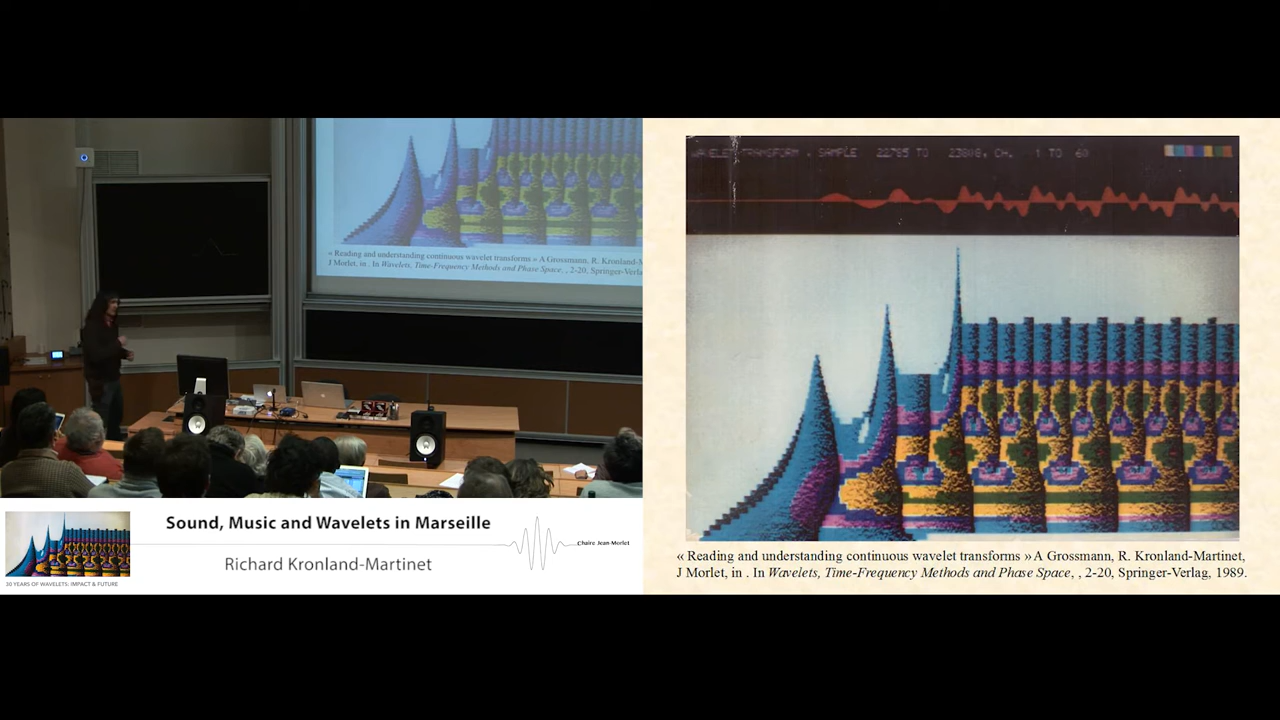 « Reading and understanding continuous wavelet transforms » A Grossmann, R. Kronland-M
J Morlet, in . In Wavelets, Time-Frequency Methods and Phase Space, , 2-20, Springer-Verla
Sound, Music and Wavelets in Marseille
Richard Kronland-Martinet
Chaire Jean-Morlet
30 YEARS OF WAVELETS: IMPACT & FUTURE
WAVELET TRANSFORM , SAMPLE 22785 TO CH. 1 TO 60
« Reading and understanding continuous wavelet transforms » A Grossmann, R. Kronland-Martinet,
J Morlet, in . In Wavelets, Time-Frequency Methods and Phase Space, , 2-20, Springer-Verlag, 1989.